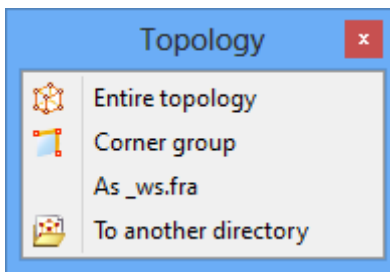 Topology
x
Entire topology
Corner group
As _ws.fra
To another directory